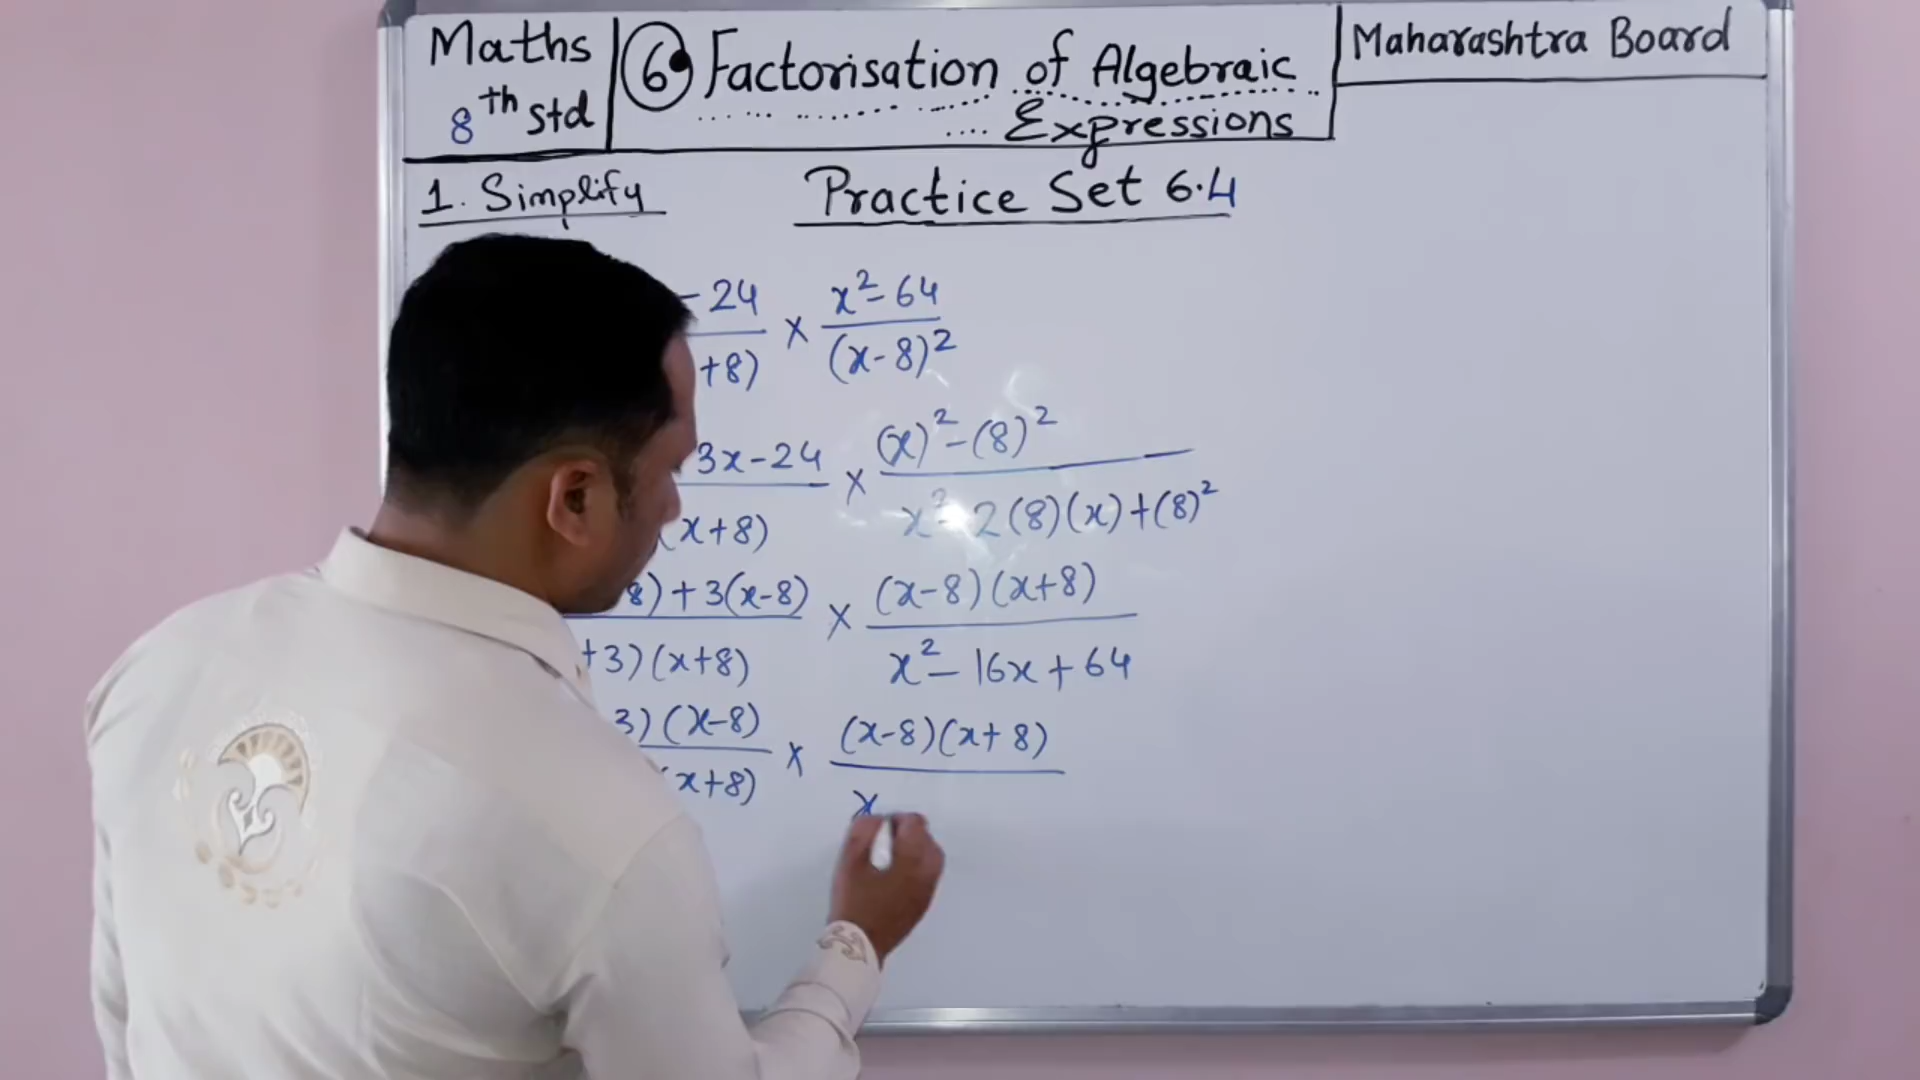 Maths
8th std
6 Factorisation of Algebraic
Expressions
Maharashtra Board
1. Simplify
Practice Set 6.4
- 24 / +8) × x² - 64 / (x-8)²
3x - 24 / (x+8) × (x)² - (8)² / x² - 2(8)(x) + (8)²
8) + 3(x-8) / +3)(x+8) × (x-8)(x+8) / x² - 16x + 64
3)(x-8) / (x+8) × (x-8)(x+8) / x